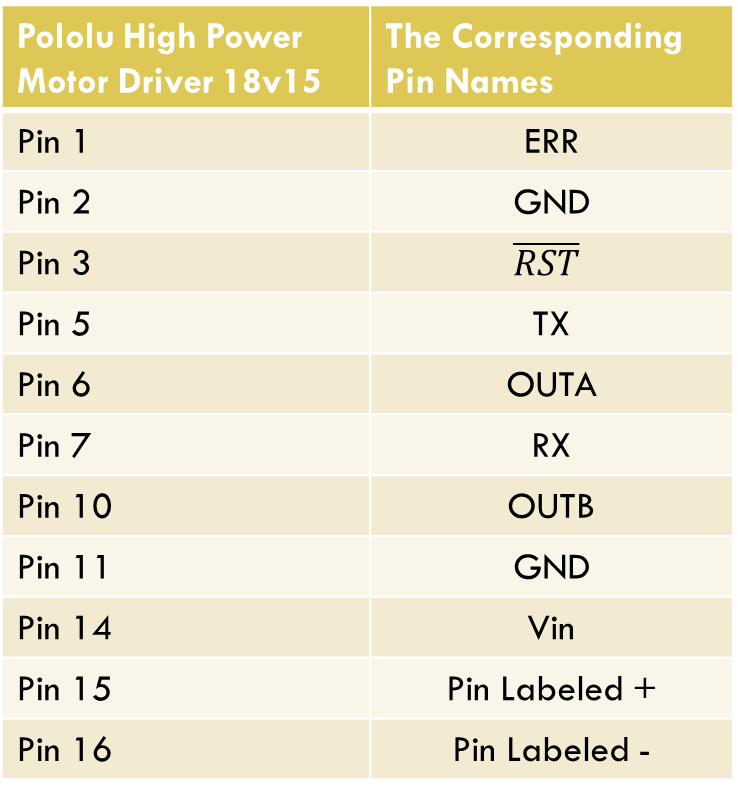 Pololu High Power Motor Driver 18v15 | The Corresponding Pin Names
Pin 1 | ERR
Pin 2 | GND
Pin 3 | R̅S̅T̅
Pin 5 | TX
Pin 6 | OUTA
Pin 7 | RX
Pin 10 | OUTB
Pin 11 | GND
Pin 14 | Vin
Pin 15 | Pin Labeled +
Pin 16 | Pin Labeled -